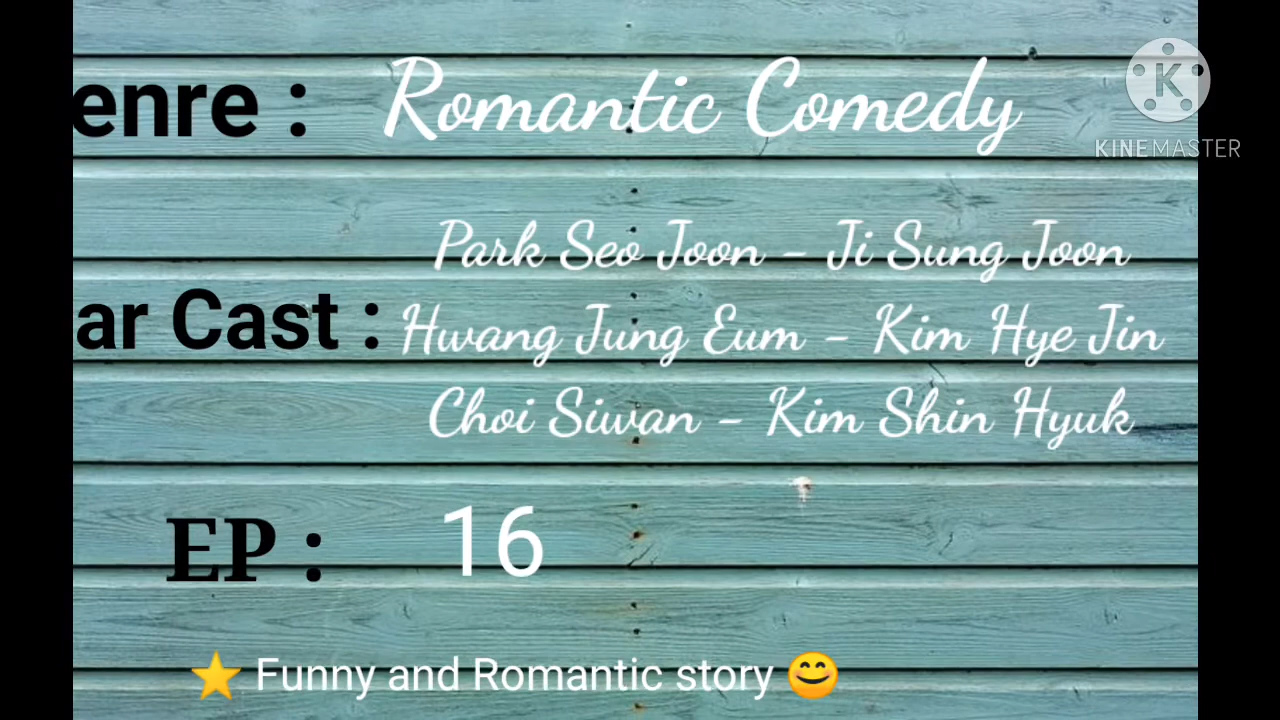 enre : Romantic Comedy
KINEMASTER
Park Seo Joon - Ji Sung Joon
ar Cast : Hwang Jung Eum - Kim Hye Jin
Choi Siwan - Kim Shin Hyuk
EP : 16
⭐ Funny and Romantic story 😊